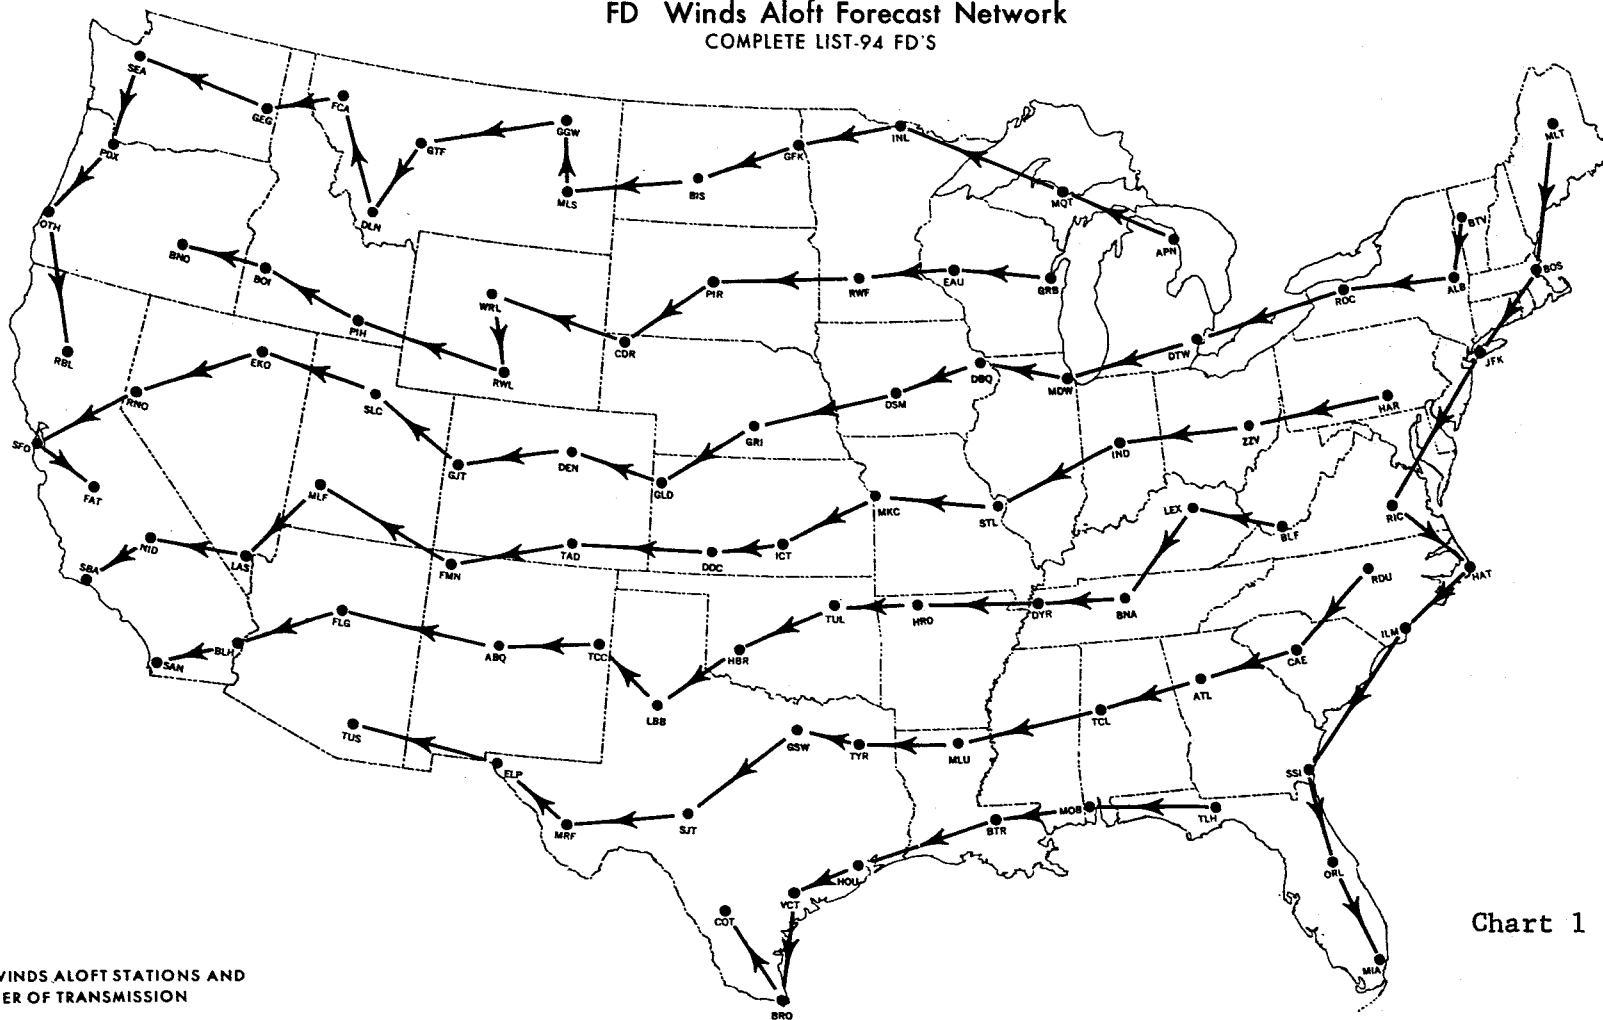 FD Winds Aloft Forecast Network
COMPLETE LIST-94 FD'S
SEA
GEG
FCA
GTF
GGW
GFK
INL
MLT
PDX
MLS
BIS
MQT
OTH
DLN
APN
BTV
BNO
BOI
WRL
PIR
RWF
EAU
GRB
ROC
ALB
BOS
PIH
RBL
EKO
RWL
CDR
DTW
JFK
RNO
SLC
DSM
DBQ
MDW
HAR
SFO
GJT
DEN
GRI
IND
ZZV
FAT
MLF
GLD
MKC
STL
LEX
BLF
RIC
NID
LAS
SBA
FMN
TAD
DDC
ICT
RDU
HAT
FLG
TUL
HRO
DYR
BNA
ILM
SAN
BLH
ABQ
TCC
HBR
CAE
LBB
ATL
TUS
GSW
TYR
MLU
TCL
ELP
SSI
MRF
SJT
BTR
MOB
TLH
HOU
VCT
COT
ORL
Chart 1
MIA
WINDS ALOFT STATIONS AND
ER OF TRANSMISSION
BRO